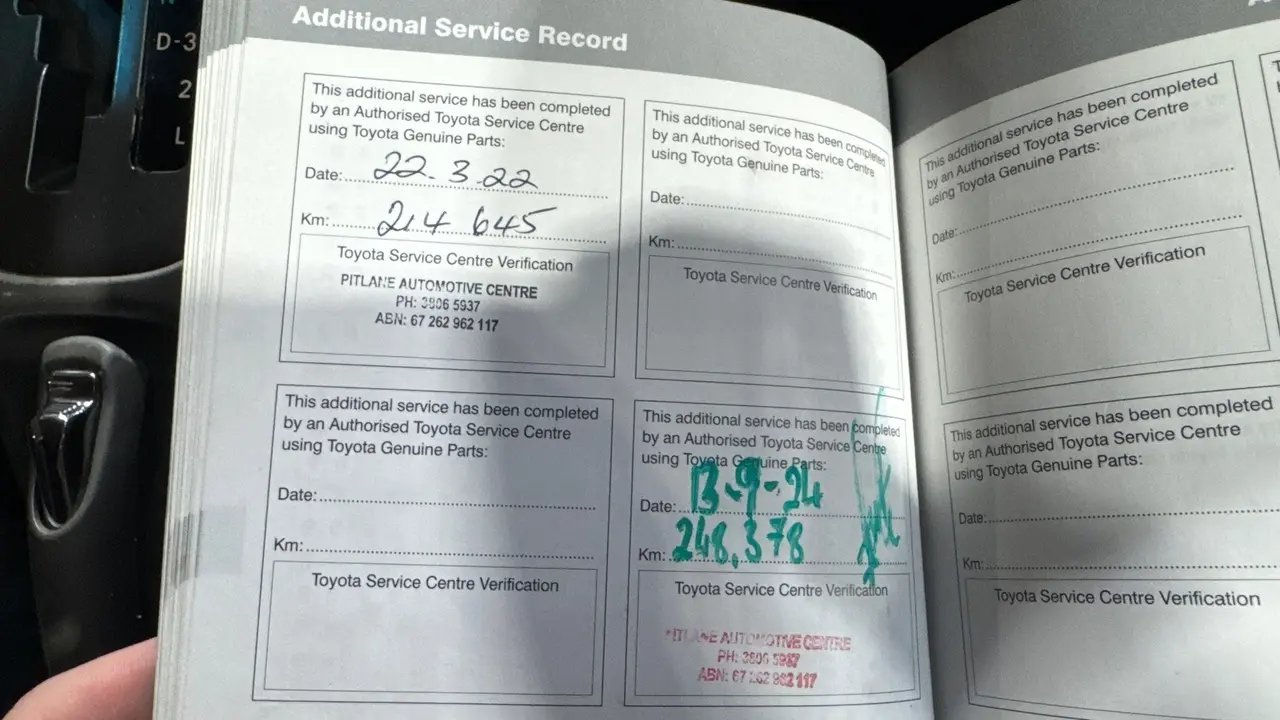 D-3
2
L
Additional Service Record
This additional service has been completed
by an Authorised Toyota Service Centre
using Toyota Genuine Parts:
Date: 22.3.22
Km: 214 645
Toyota Service Centre Verification
PITLANE AUTOMOTIVE CENTRE
PH: 3806 5937
ABN: 67 262 962 117
This additional service has been completed
by an Authorised Toyota Service Centre
using Toyota Genuine Parts:
Date:
Km:
Toyota Service Centre Verification
This additional service has been completed
by an Authorised Toyota Service Centre
using Toyota Genuine Parts:
Date:
Km:
Toyota Service Centre Verification
This additional service has been completed
by an Authorised Toyota Service Centre
using Toyota Genuine Parts:
Date: 13-9-24
Km: 248,378
Toyota Service Centre Verification
PITLANE AUTOMOTIVE CENTRE
PH: 3806 5937
ABN: 67 262 962 117
This additional service has been completed
by an Authorised Toyota Service Centre
using Toyota Genuine Parts:
Date:
Km:
Toyota Service Centre Verification
This additional service has been completed
by an Authorised Toyota Service Centre
using Toyota Genuine Parts:
Date:
Km:
Toyota Service Centre Verification